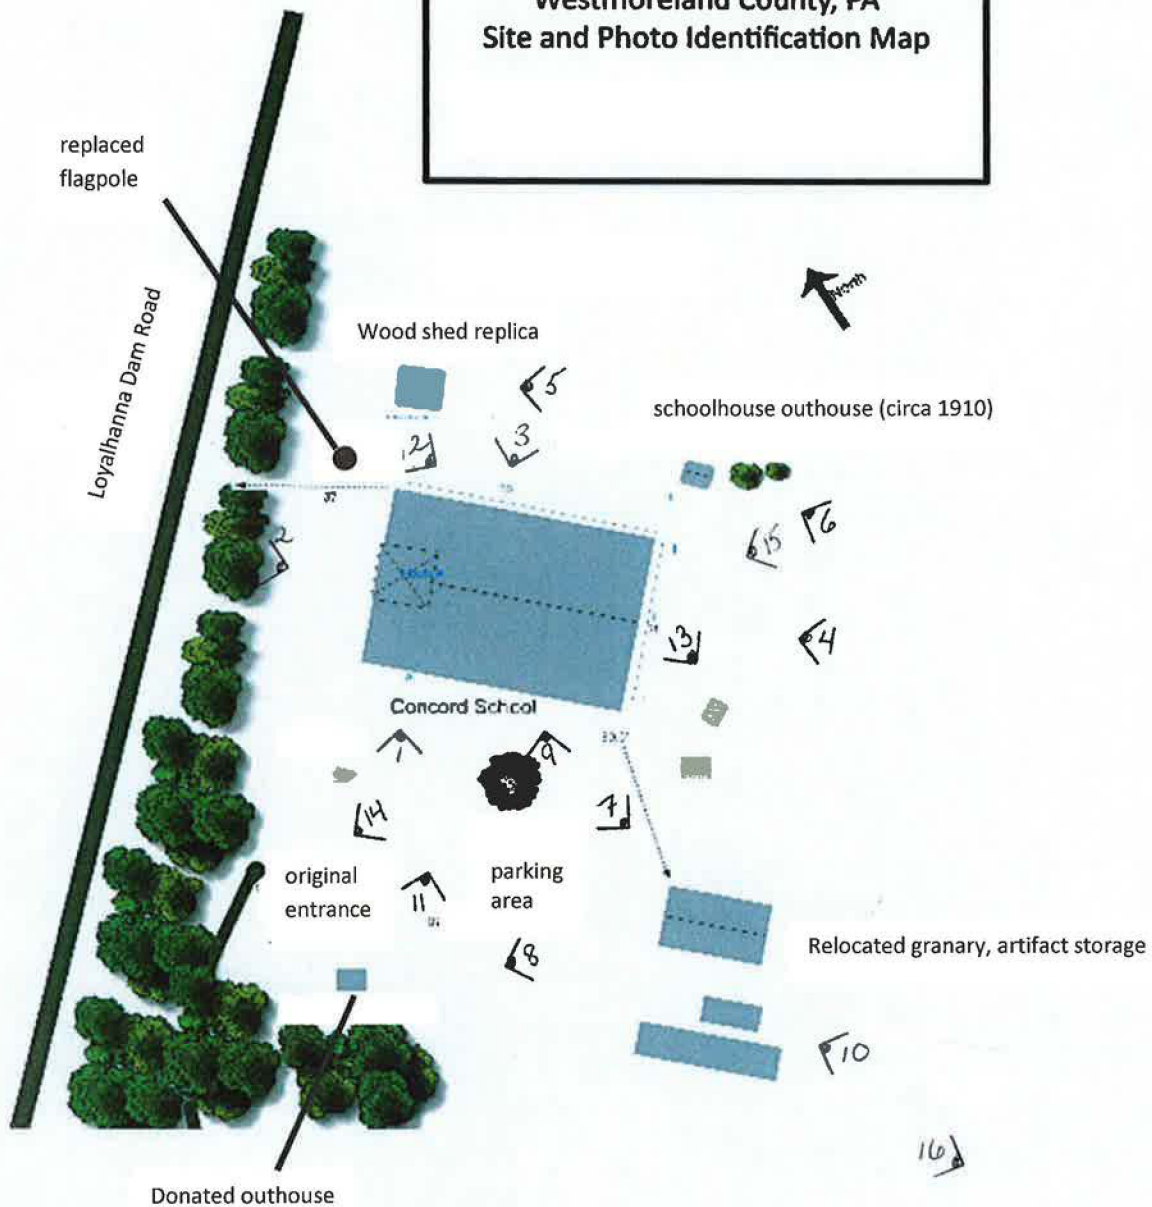 Westmoreland County, PA
Site and Photo Identification Map
replaced
flagpole
North
Loyalhanna Dam Road
Wood shed replica
5
schoolhouse outhouse (circa 1910)
12
3
37
6
15
2
4
13
Concord School
1
9
14
7
original
entrance
parking
area
11
8
Relocated granary, artifact storage
10
16
Donated outhouse